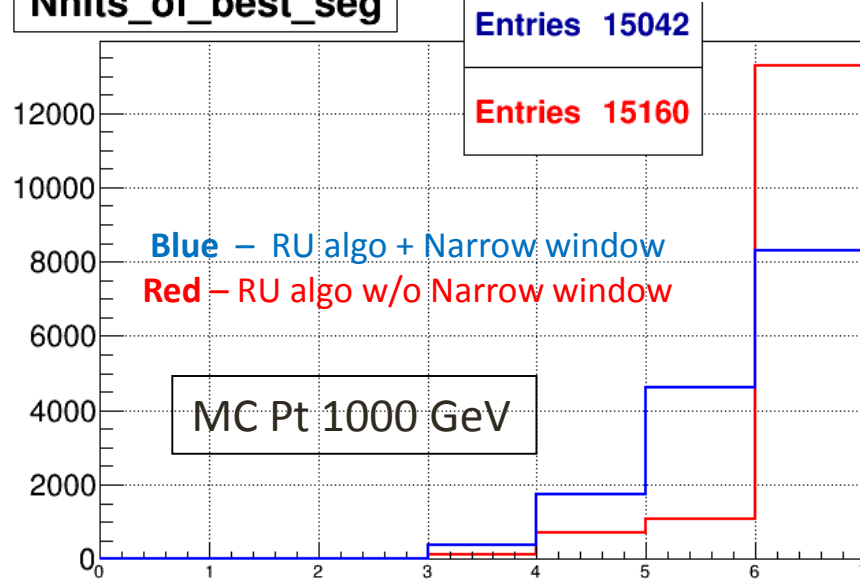 Nhits_of_best_seg
Entries 15042
Entries 15160
12000
10000
8000
6000
4000
2000
0
Blue – RU algo + Narrow window
Red – RU algo w/o Narrow window
MC Pt 1000 GeV
0 1 2 3 4 5 6